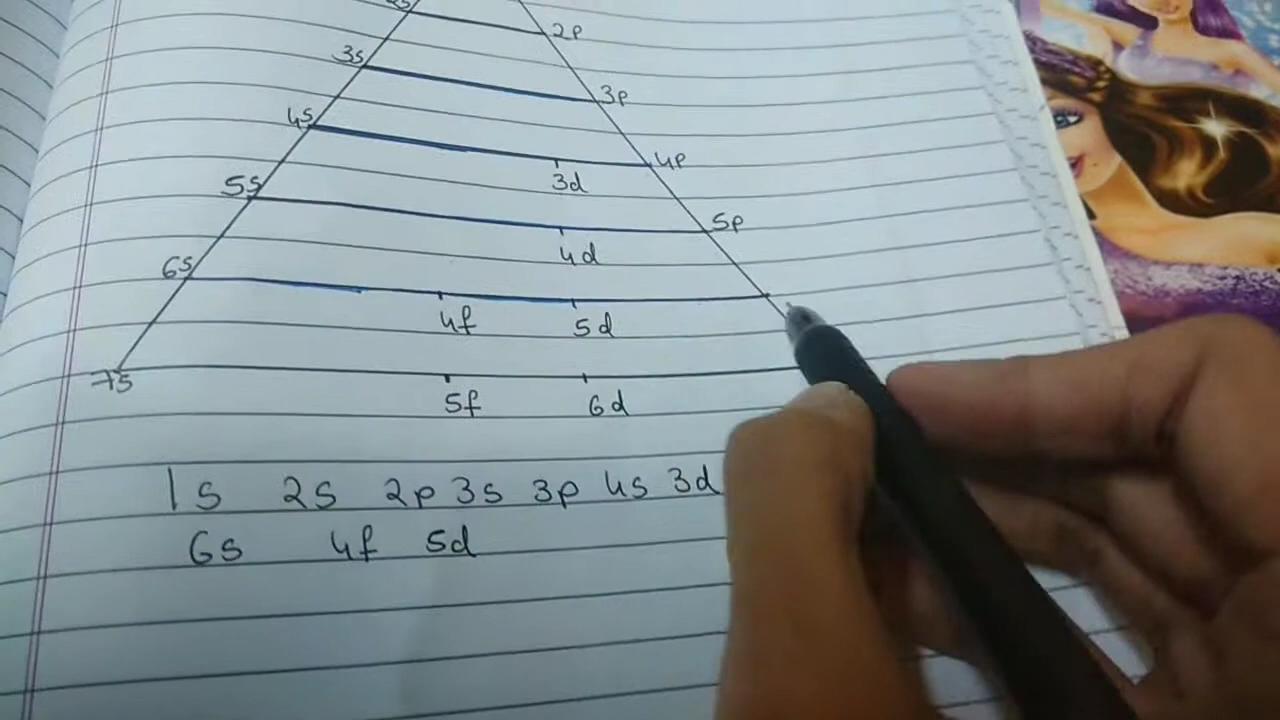 2s 2p
3s 3p
4s 3d 4p
5s 4d 5p
6s 4f 5d
7s 5f 6d
1s 2s 2p 3s 3p 4s 3d
6s 4f 5d